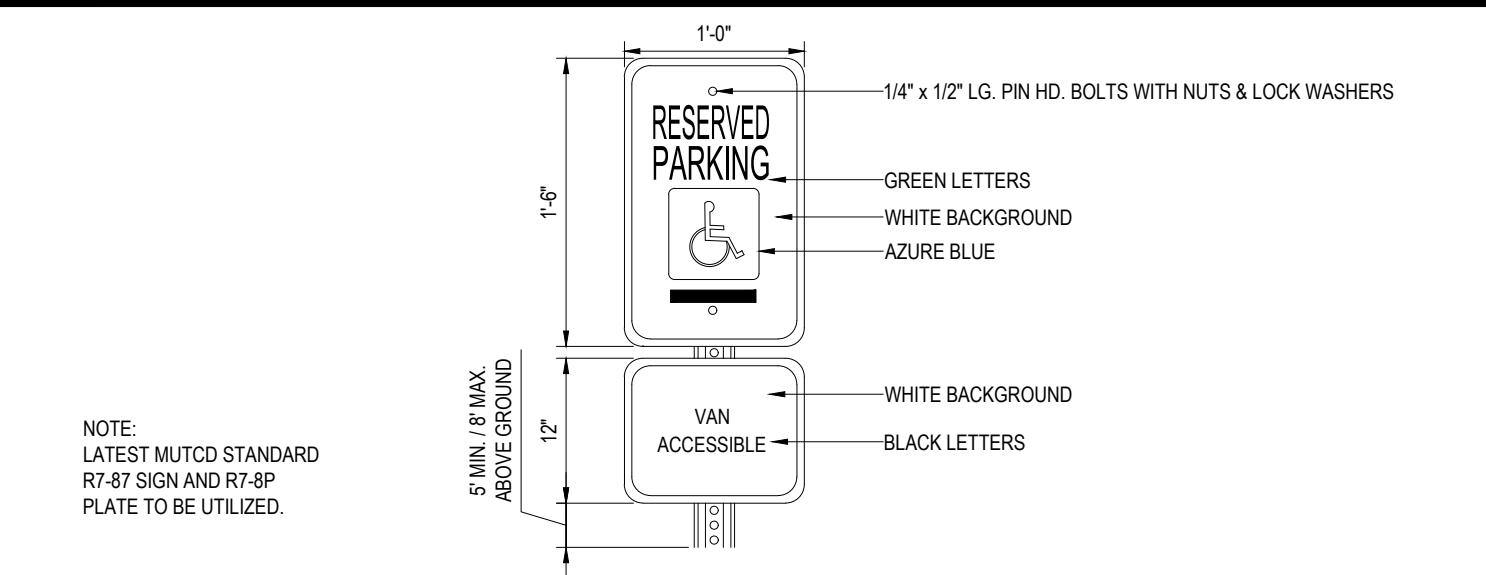 1'-0"
1/4" x 1/2" LG. PIN HD. BOLTS WITH NUTS & LOCK WASHERS
RESERVED
PARKING
GREEN LETTERS
WHITE BACKGROUND
AZURE BLUE
1'-6"
5' MIN. / 8' MAX.
ABOVE GROUND
12"
WHITE BACKGROUND
VAN
ACCESSIBLE
BLACK LETTERS
NOTE:
LATEST MUTCD STANDARD
R7-87 SIGN AND R7-8P
PLATE TO BE UTILIZED.